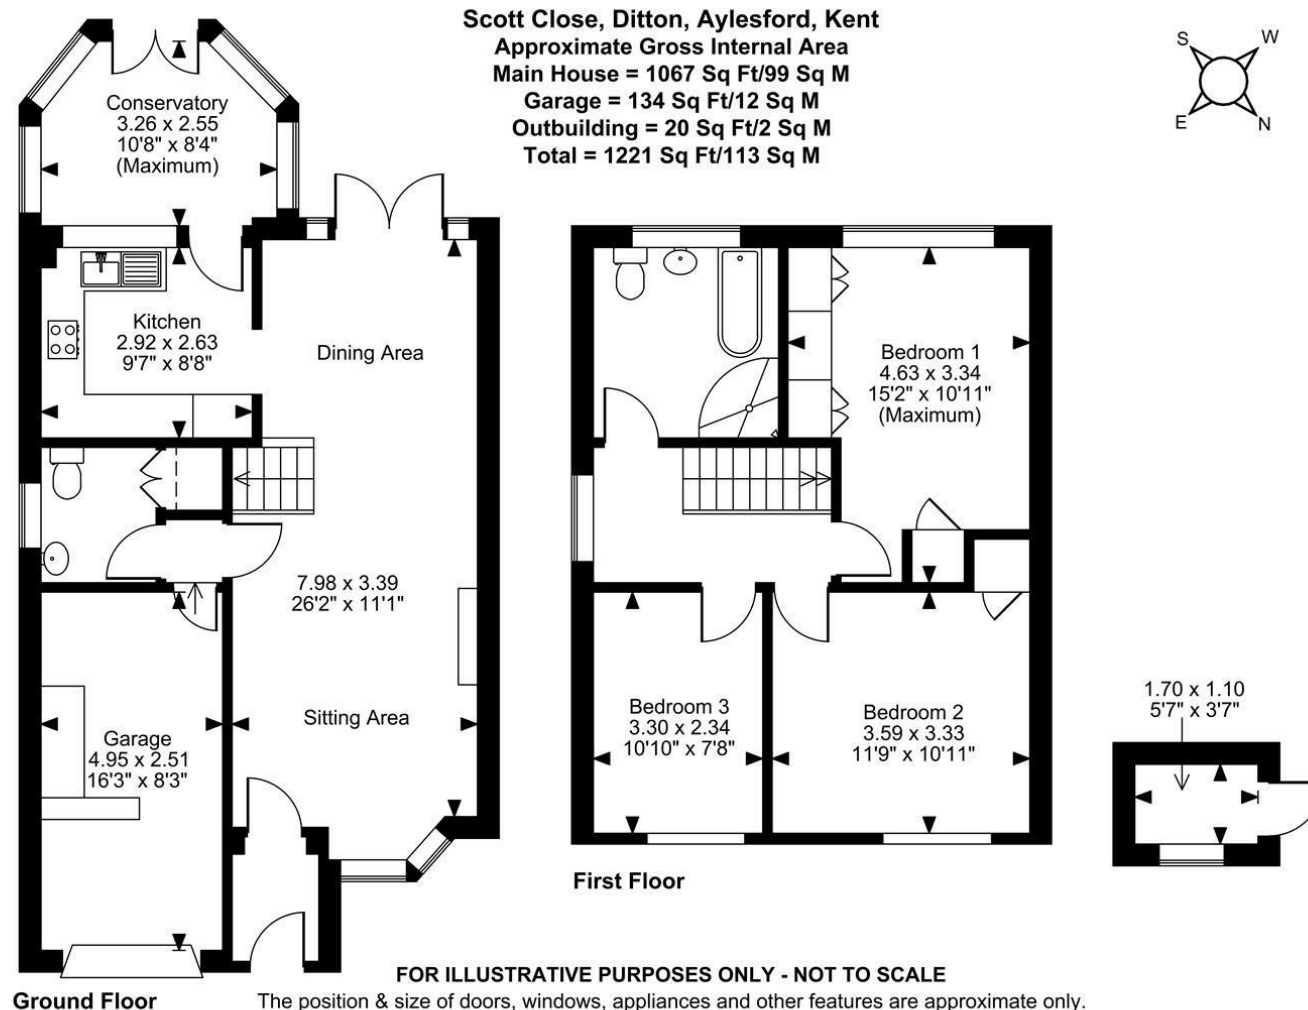 Scott Close, Ditton, Aylesford, Kent
Approximate Gross Internal Area
Main House = 1067 Sq Ft/99 Sq M
Garage = 134 Sq Ft/12 Sq M
Outbuilding = 20 Sq Ft/2 Sq M
Total = 1221 Sq Ft/113 Sq M
S
W
E
N
Conservatory
3.26 x 2.55
10'8" x 8'4"
(Maximum)
Kitchen
2.92 x 2.63
9'7" x 8'8"
Dining Area
7.98 x 3.39
26'2" x 11'1"
Sitting Area
Garage
4.95 x 2.51
16'3" x 8'3"
Ground Floor
Bedroom 1
4.63 x 3.34
15'2" x 10'11"
(Maximum)
Bedroom 3
3.30 x 2.34
10'10" x 7'8"
Bedroom 2
3.59 x 3.33
11'9" x 10'11"
First Floor
1.70 x 1.10
5'7" x 3'7"
FOR ILLUSTRATIVE PURPOSES ONLY - NOT TO SCALE
The position & size of doors, windows, appliances and other features are approximate only.